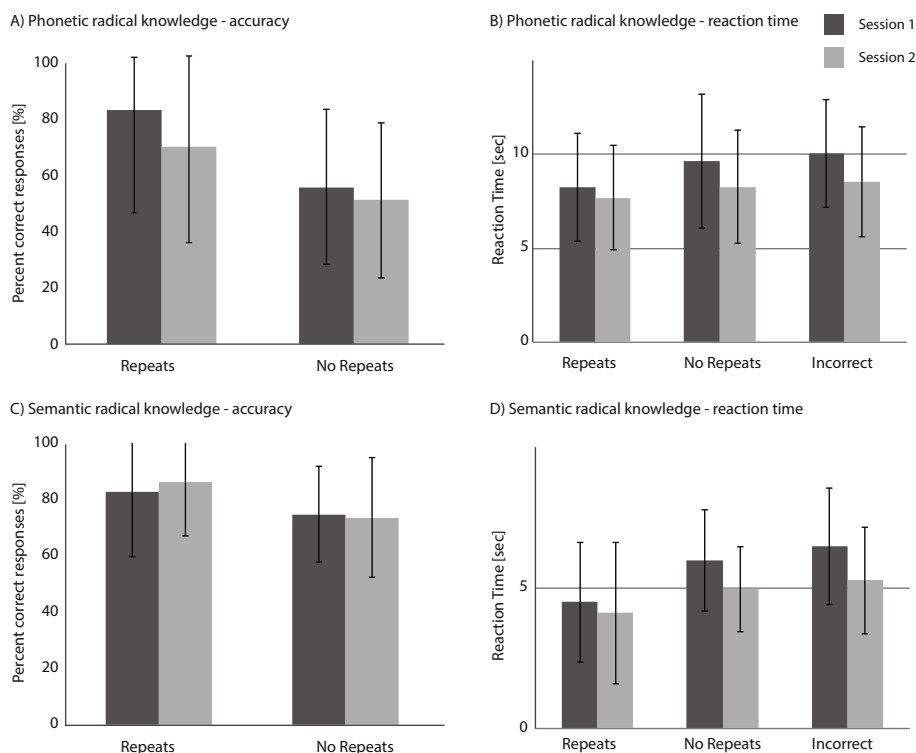 A) Phonetic radical knowledge - accuracy
Percent correct responses [%]
100
80
60
40
20
0
Repeats
No Repeats
B) Phonetic radical knowledge - reaction time
Session 1
Session 2
Reaction Time [sec]
10
5
0
Repeats
No Repeats
Incorrect
C) Semantic radical knowledge - accuracy
Percent correct responses [%]
100
80
60
40
20
0
Repeats
No Repeats
D) Semantic radical knowledge - reaction time
Reaction Time [sec]
5
0
Repeats
No Repeats
Incorrect